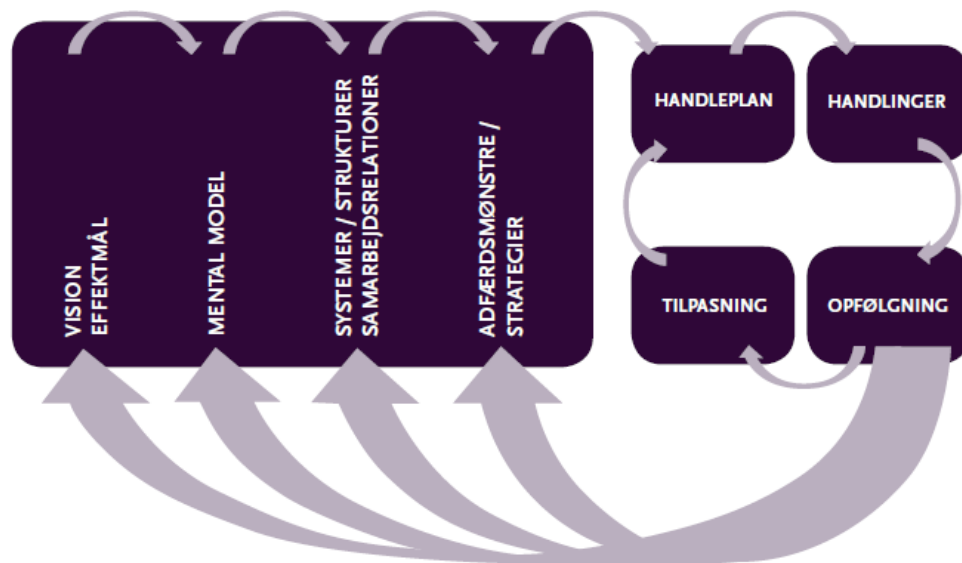 VISION
EFFEKTMÅL
MENTAL MODEL
SYSTEMER / STRUKTURER
SAMARBEJDSRELATIONER
ADFÆRDSMØNSTRE /
STRATEGIER
HANDLEPLAN
HANDLINGER
TILPASNING
OPFØLGNING